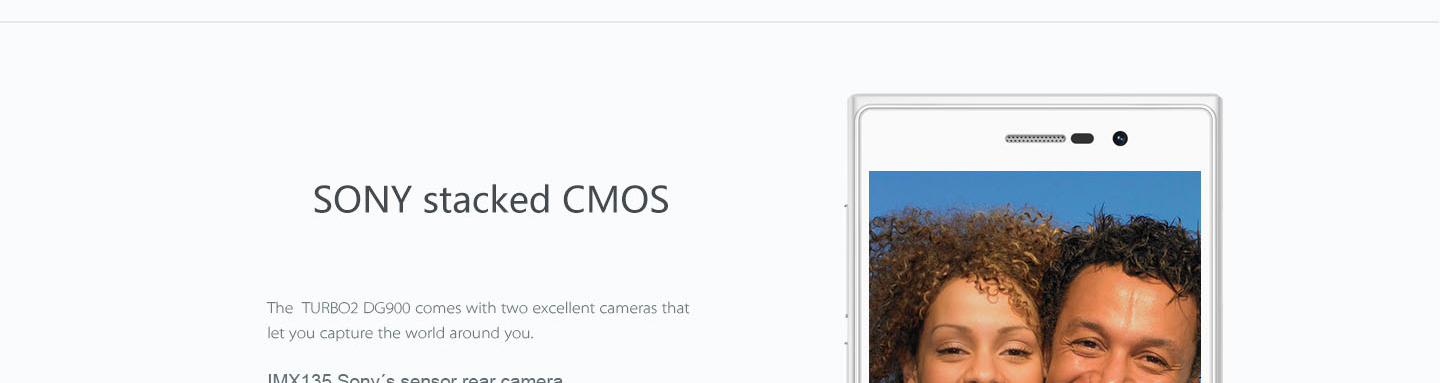 SONY stacked CMOS
The TURBO2 DG900 comes with two excellent cameras that
let you capture the world around you.
IMX135 Sony´s sensor rear camera